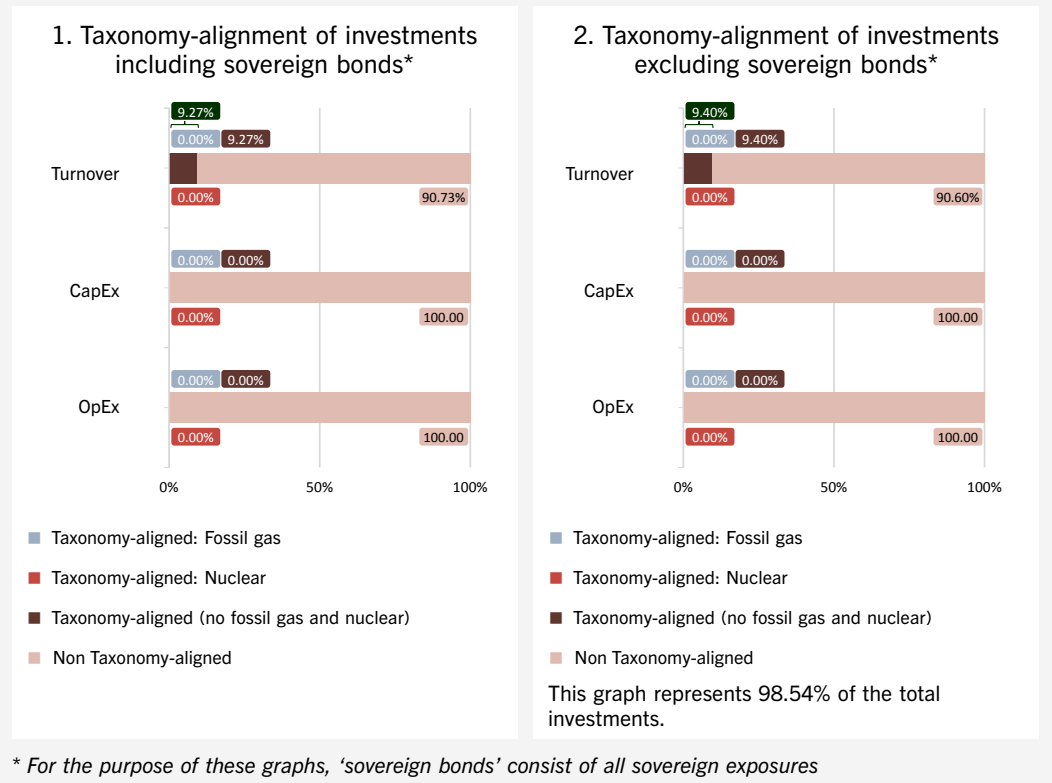 1. Taxonomy-alignment of investments
including sovereign bonds*
9.27%
0.00% 9.27%
Turnover
0.00% 90.73%
0.00% 0.00%
CapEx
0.00% 100.00
0.00% 0.00%
OpEx
0.00% 100.00
0% 50% 100%
Taxonomy-aligned: Fossil gas
Taxonomy-aligned: Nuclear
Taxonomy-aligned (no fossil gas and nuclear)
Non Taxonomy-aligned
2. Taxonomy-alignment of investments
excluding sovereign bonds*
9.40%
0.00% 9.40%
Turnover
0.00% 90.60%
0.00% 0.00%
CapEx
0.00% 100.00
0.00% 0.00%
OpEx
0.00% 100.00
0% 50% 100%
Taxonomy-aligned: Fossil gas
Taxonomy-aligned: Nuclear
Taxonomy-aligned (no fossil gas and nuclear)
Non Taxonomy-aligned
This graph represents 98.54% of the total
investments.
* For the purpose of these graphs, ‘sovereign bonds’ consist of all sovereign exposures